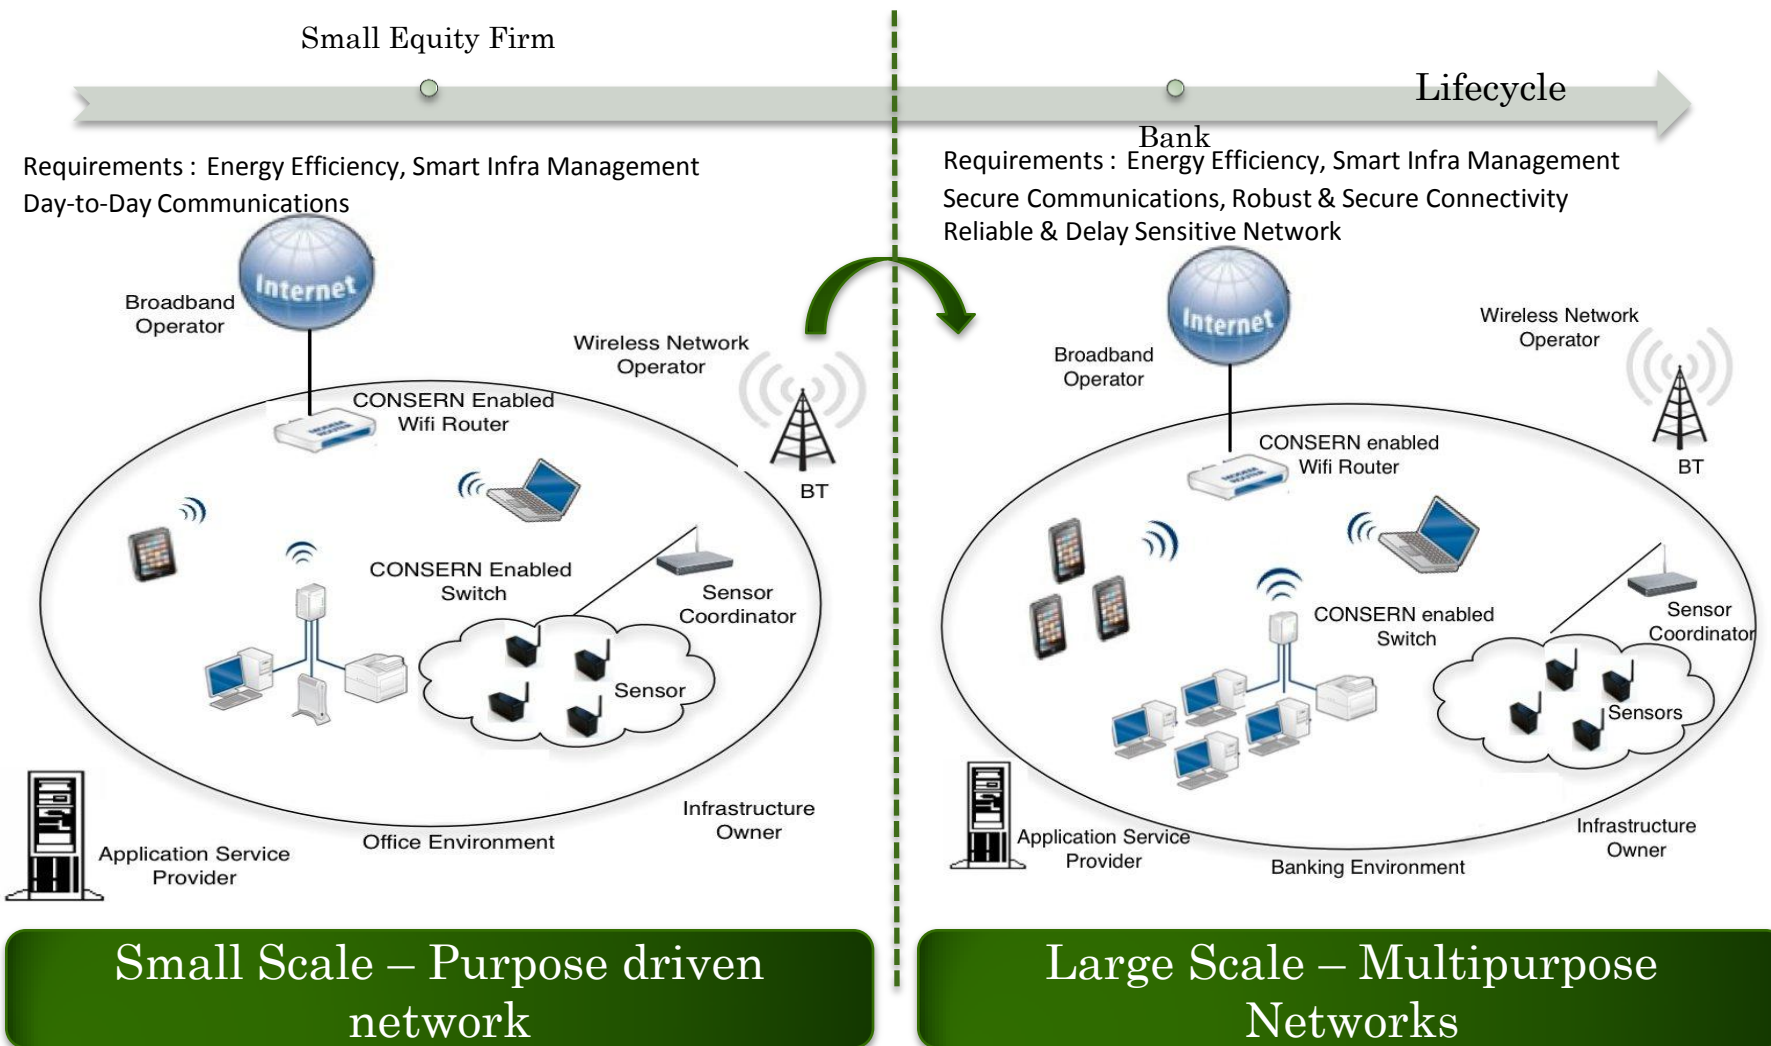 Small Equity Firm
Lifecycle
Bank
Requirements : Energy Efficiency, Smart Infra Management
Day-to-Day Communications
Internet
Broadband
Operator
Wireless Network
Operator
CONSERN Enabled
Wifi Router
MODEM
ROUTER
BT
CONSERN Enabled
Switch
Sensor
Coordinator
Sensor
Infrastructure
Owner
Office Environment
Application Service
Provider
Small Scale – Purpose driven
network
Requirements : Energy Efficiency, Smart Infra Management
Secure Communications, Robust & Secure Connectivity
Reliable & Delay Sensitive Network
Internet
Broadband
Operator
Wireless Network
Operator
CONSERN enabled
Wifi Router
MODEM
ROUTER
BT
CONSERN enabled
Switch
Sensor
Coordinator
Sensors
Infrastructure
Owner
Application Service
Provider
Banking Environment
Large Scale – Multipurpose
Networks